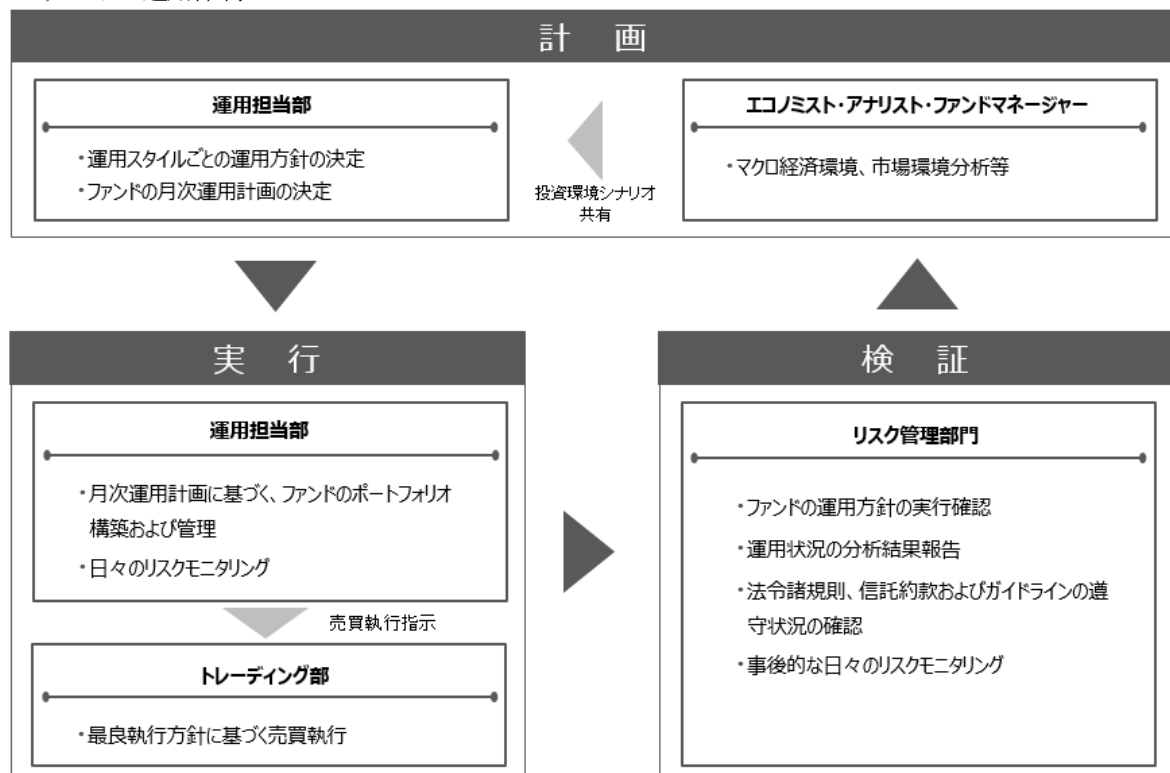 計 画
運用担当部
・運用スタイルごとの運用方針の決定
・ファンドの月次運用計画の決定
投資環境シナリオ
共有
エコノミスト・アナリスト・ファンドマネージャー
・マクロ経済環境、市場環境分析等
実 行
運用担当部
・月次運用計画に基づく、ファンドのポートフォリオ
構築および管理
・日々のリスクモニタリング
売買執行指示
トレーディング部
・最良執行方針に基づく売買執行
検 証
リスク管理部門
・ファンドの運用方針の実行確認
・運用状況の分析結果報告
・法令諸規則、信託約款およびガイドラインの遵
守状況の確認
・事後的な日々のリスクモニタリング